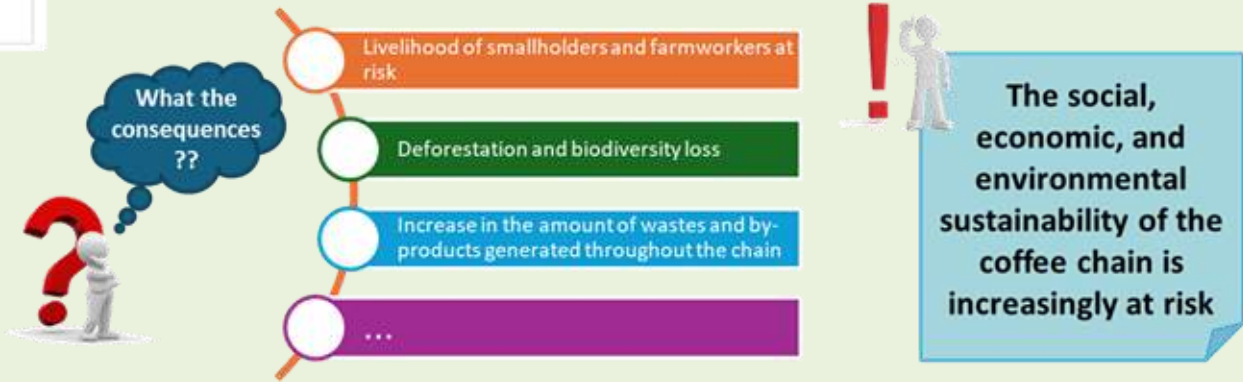 What the
consequences
??
Livelihood of smallholders and farmworkers at
risk
Deforestation and biodiversity loss
Increase in the amount of wastes and by-
products generated throughout the chain
...
The social,
economic, and
environmental
sustainability of the
coffee chain is
increasingly at risk